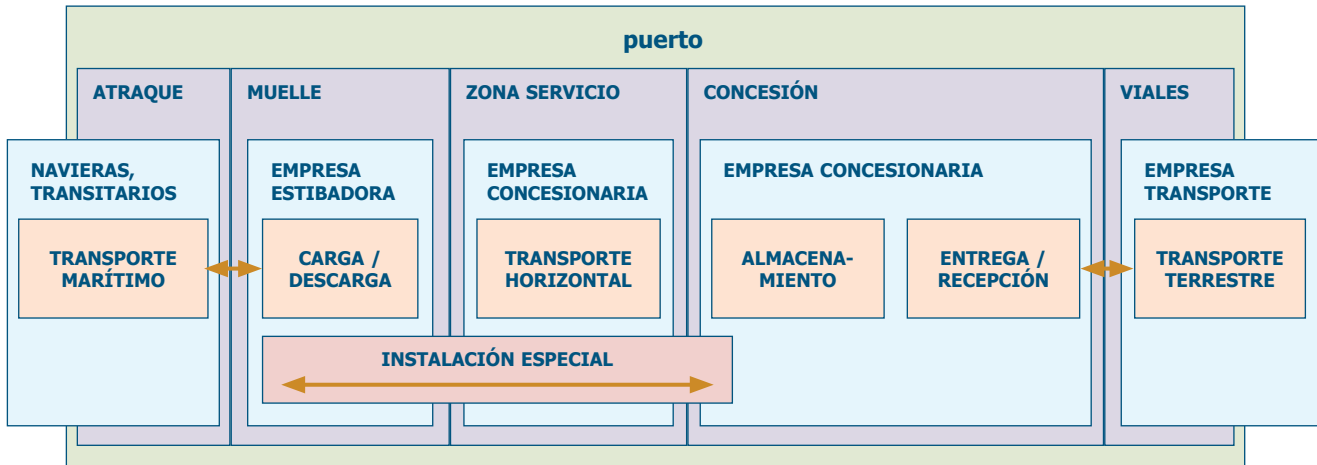 puerto
ATRAQUE
MUELLE
ZONA SERVICIO
CONCESIÓN
VIALES
NAVIERAS,
TRANSITARIOS
EMPRESA
ESTIBADORA
EMPRESA
CONCESIONARIA
EMPRESA CONCESIONARIA
EMPRESA
TRANSPORTE
TRANSPORTE
MARÍTIMO
CARGA /
DESCARGA
TRANSPORTE
HORIZONTAL
ALMACENA-
MIENTO
ENTREGA /
RECEPCIÓN
TRANSPORTE
TERRESTRE
INSTALACIÓN ESPECIAL